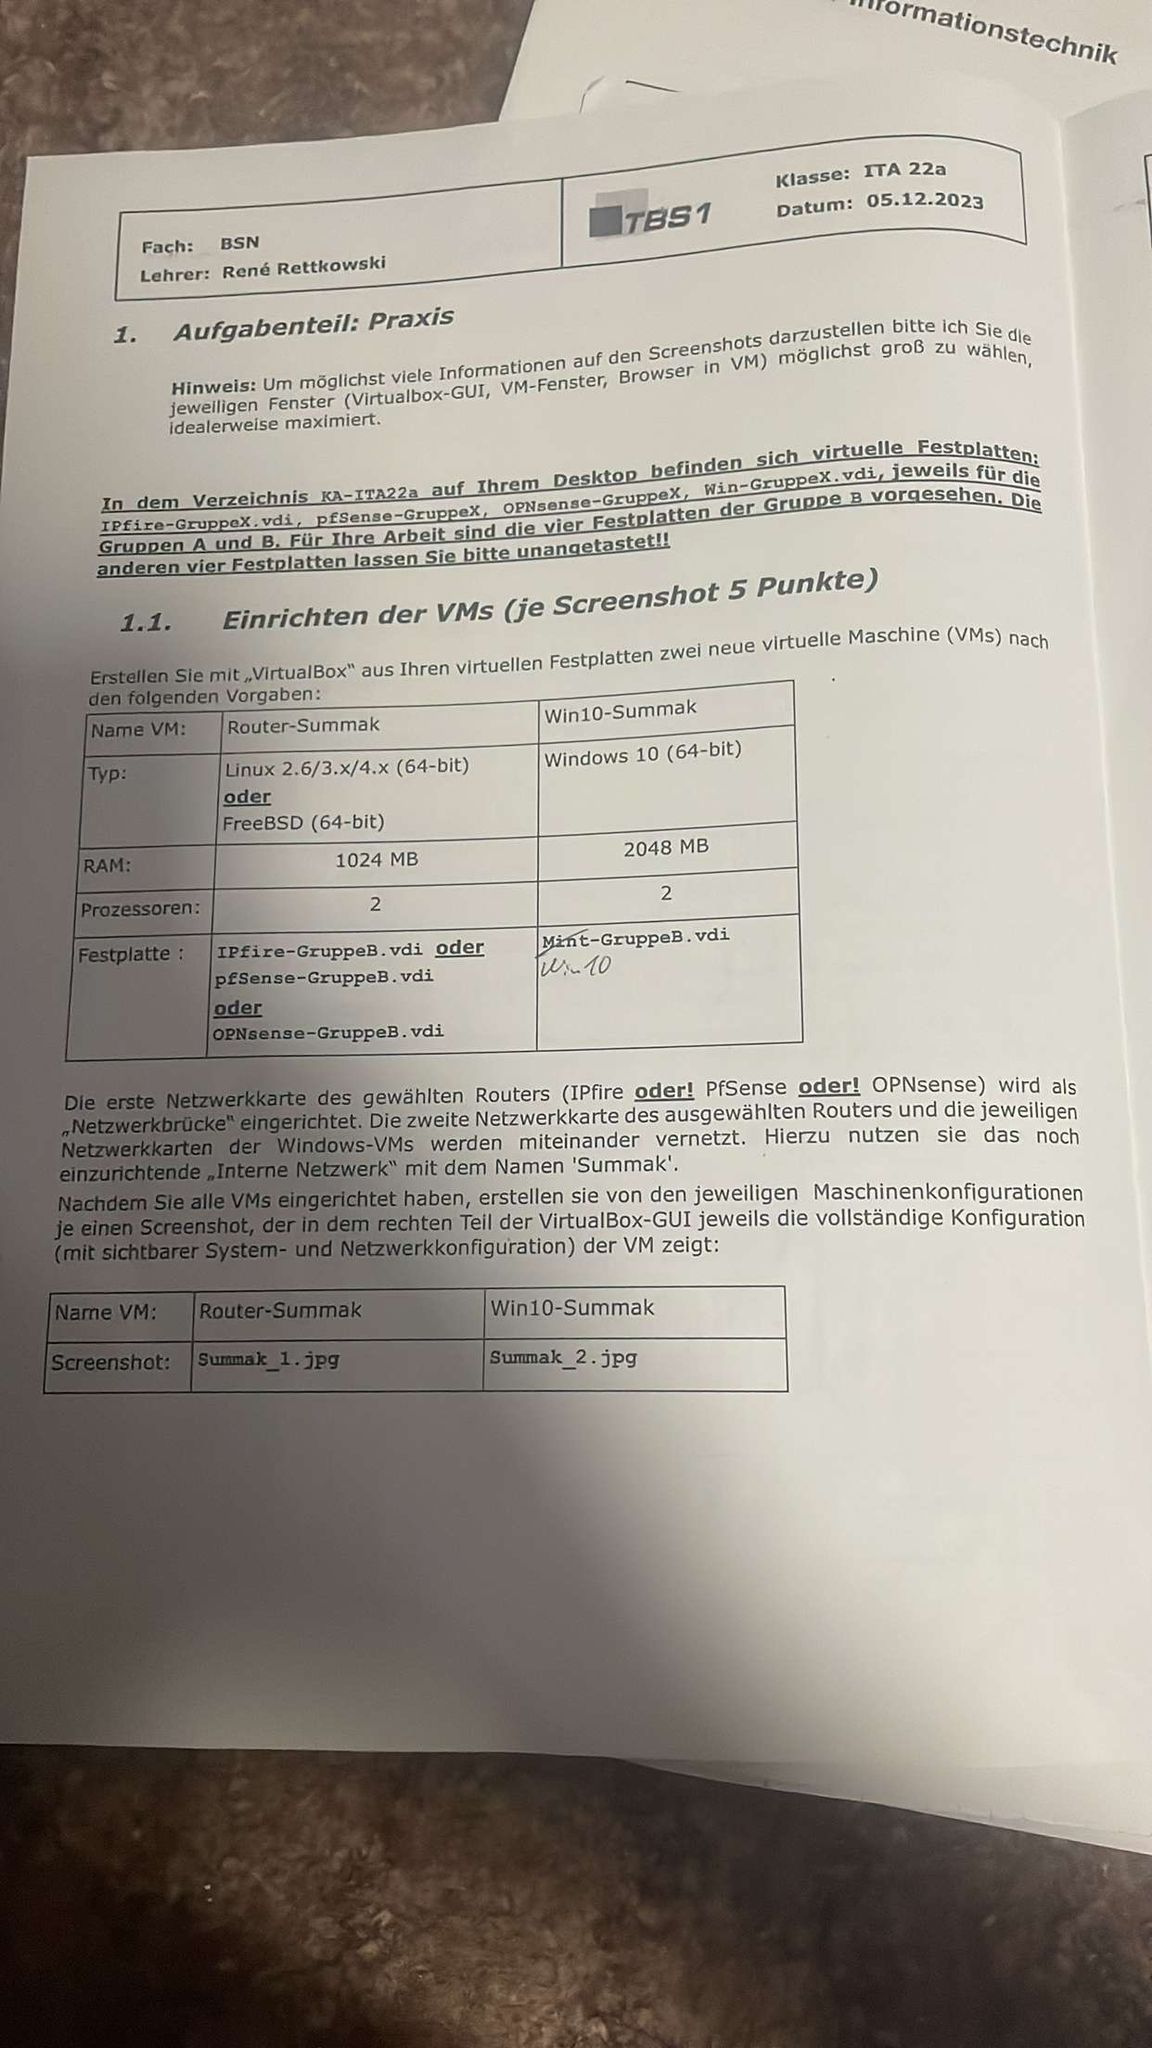 Informationstechnik
Fach: BSN
Lehrer: René Rettkowski
TBS1
Klasse: ITA 22a
Datum: 05.12.2023
1. Aufgabenteil: Praxis
Hinweis: Um möglichst viele Informationen auf den Screenshots darzustellen bitte ich Sie die
jeweiligen Fenster (Virtualbox-GUI, VM-Fenster, Browser in VM) möglichst groß zu wählen,
idealerweise maximiert.
In dem Verzeichnis KA-ITA22a auf Ihrem Desktop befinden sich virtuelle Festplatten:
IPfire-GruppeX.vdi, pfSense-GruppeX, OPNsense-GruppeX, Win-GruppeX.vdi, jeweils für die
Gruppen A und B. Für Ihre Arbeit sind die vier Festplatten der Gruppe B vorgesehen. Die
anderen vier Festplatten lassen Sie bitte unangetastet!!
1.1. Einrichten der VMs (je Screenshot 5 Punkte)
Erstellen Sie mit „VirtualBox" aus Ihren virtuellen Festplatten zwei neue virtuelle Maschine (VMs) nach
den folgenden Vorgaben:
Name VM: Router-Summak Win10-Summak
Typ: Linux 2.6/3.x/4.x (64-bit) Windows 10 (64-bit)
oder
FreeBSD (64-bit)
RAM: 1024 MB 2048 MB
Prozessoren: 2 2
Festplatte : IPfire-GruppeB.vdi oder Mint-GruppeB.vdi
pfSense-GruppeB.vdi Win10
oder
OPNsense-GruppeB.vdi
Die erste Netzwerkkarte des gewählten Routers (IPfire oder! PfSense oder! OPNsense) wird als
„Netzwerkbrücke" eingerichtet. Die zweite Netzwerkkarte des ausgewählten Routers und die jeweiligen
Netzwerkkarten der Windows-VMs werden miteinander vernetzt. Hierzu nutzen sie das noch
einzurichtende „Interne Netzwerk" mit dem Namen 'Summak'.
Nachdem Sie alle VMs eingerichtet haben, erstellen sie von den jeweiligen Maschinenkonfigurationen
je einen Screenshot, der in dem rechten Teil der VirtualBox-GUI jeweils die vollständige Konfiguration
(mit sichtbarer System- und Netzwerkkonfiguration) der VM zeigt:
Name VM: Router-Summak Win10-Summak
Screenshot: Summak_1.jpg Summak_2.jpg